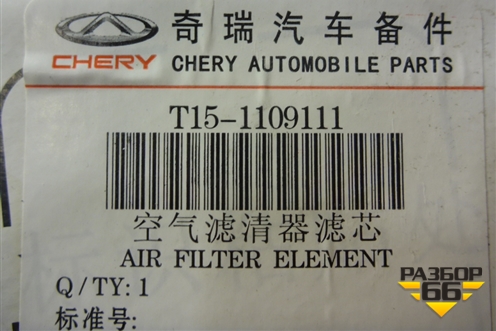 奇瑞汽车备件
CHERY
CHERY AUTOMOBILE PARTS
T15-1109111
空气滤清器滤芯
AIR FILTER ELEMENT
Q/TY:1
标准号:
РАЗБОР
66